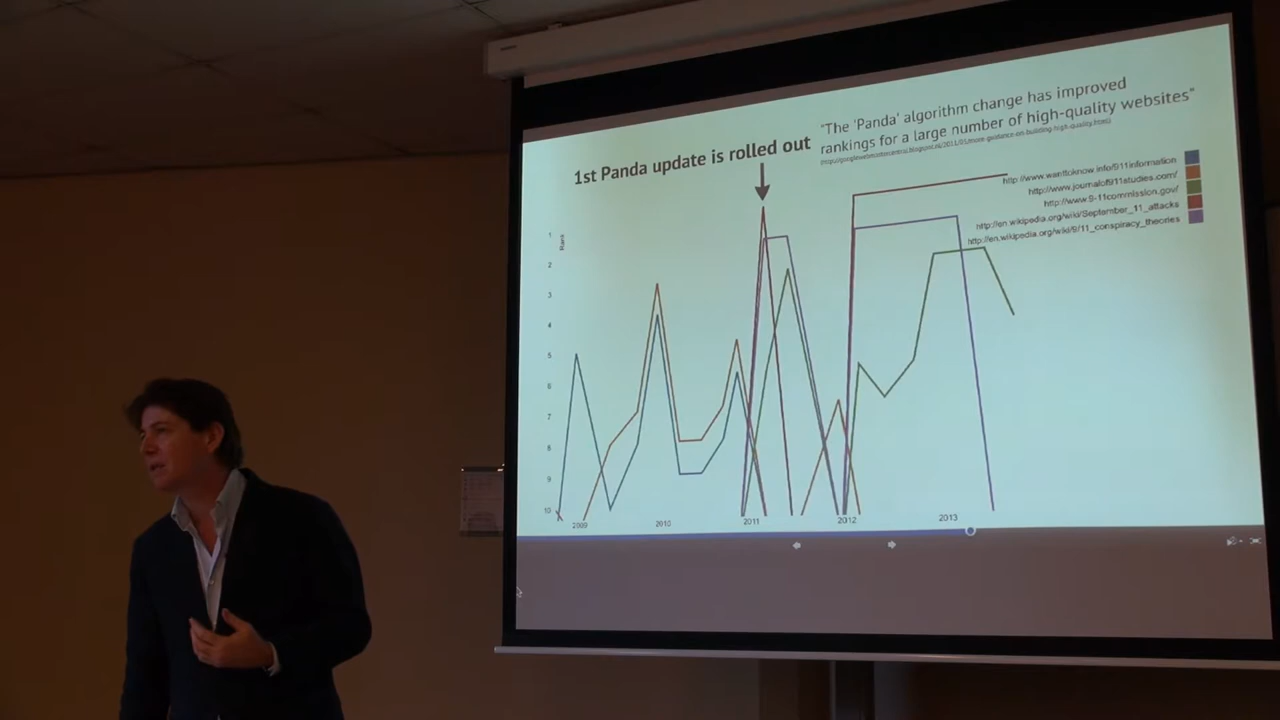 "The 'Panda' algorithm change has improved
rankings for a large number of high-quality websites"
1st Panda update is rolled out
http://www.wanttoknow.info/911information
http://www.journalof911studies.com/
http://www.9-11commission.gov/
http://en.wikipedia.org/wiki/September_11_attacks
http://en.wikipedia.org/wiki/9/11_conspiracy_theories
Rank
1
2
3
4
5
6
7
8
9
10
2009 2010 2011 2012 2013